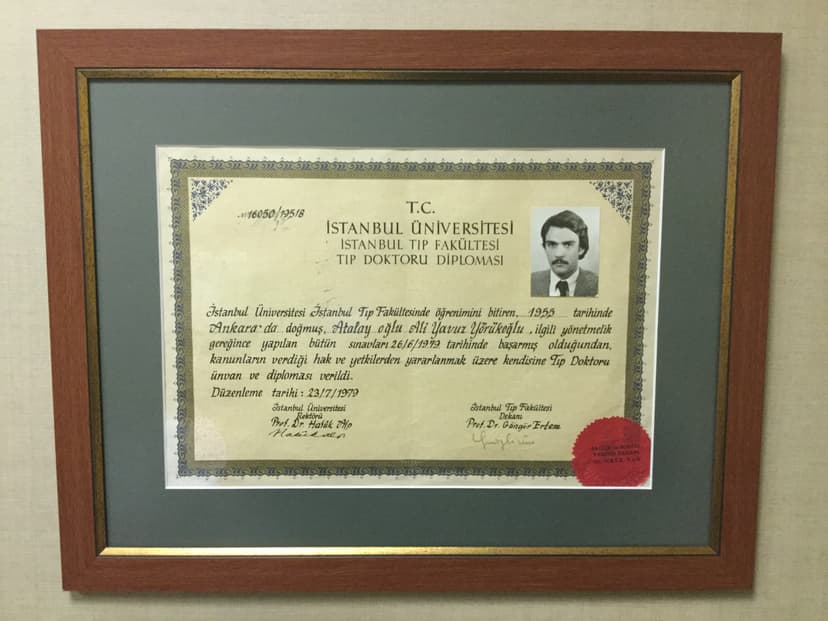 № 16050/19518
T.C.
İSTANBUL ÜNİVERSİTESİ
İSTANBUL TIP FAKÜLTESİ
TIP DOKTORU DİPLOMASI
İstanbul Üniversitesi İstanbul Tıp Fakültesinde öğrenimini bitiren, 1955 tarihinde
Ankara'da doğmuş, Atalay oğlu Ali Yavuz Yörükoğlu, ilgili yönetmelik
gereğince yapılan bütün sınavları 26/6/1979 tarihinde başarmış olduğundan,
kanunların verdiği hak ve yetkilerden yararlanmak üzere kendisine Tıp Doktoru
ünvan ve diploması verildi.
Düzenleme tarihi: 23/7/1979
İstanbul Üniversitesi
Rektörü
Prof. Dr. Halûk
İstanbul Tıp Fakültesi
Dekanı
Prof. Dr. Güngör Ertem